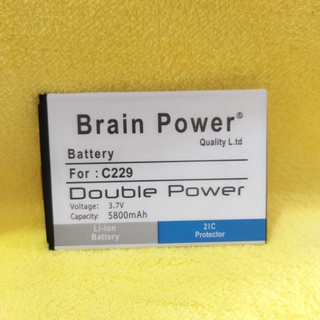 Brain Power®
Quality L.td
Battery
For : C229
Double Power
Voltage: 3.7V
Capacity: 5800mAh
Li-ion
Battery
2IC
Protector